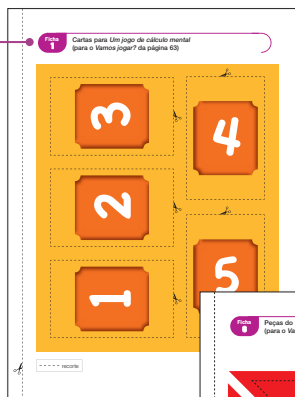 Ficha
1
Cartas para Um jogo de cálculo mental
(para o Vamos jogar? da página 63)
3
4
2
5
1
Ficha
Peças do
(para o Va
recorte